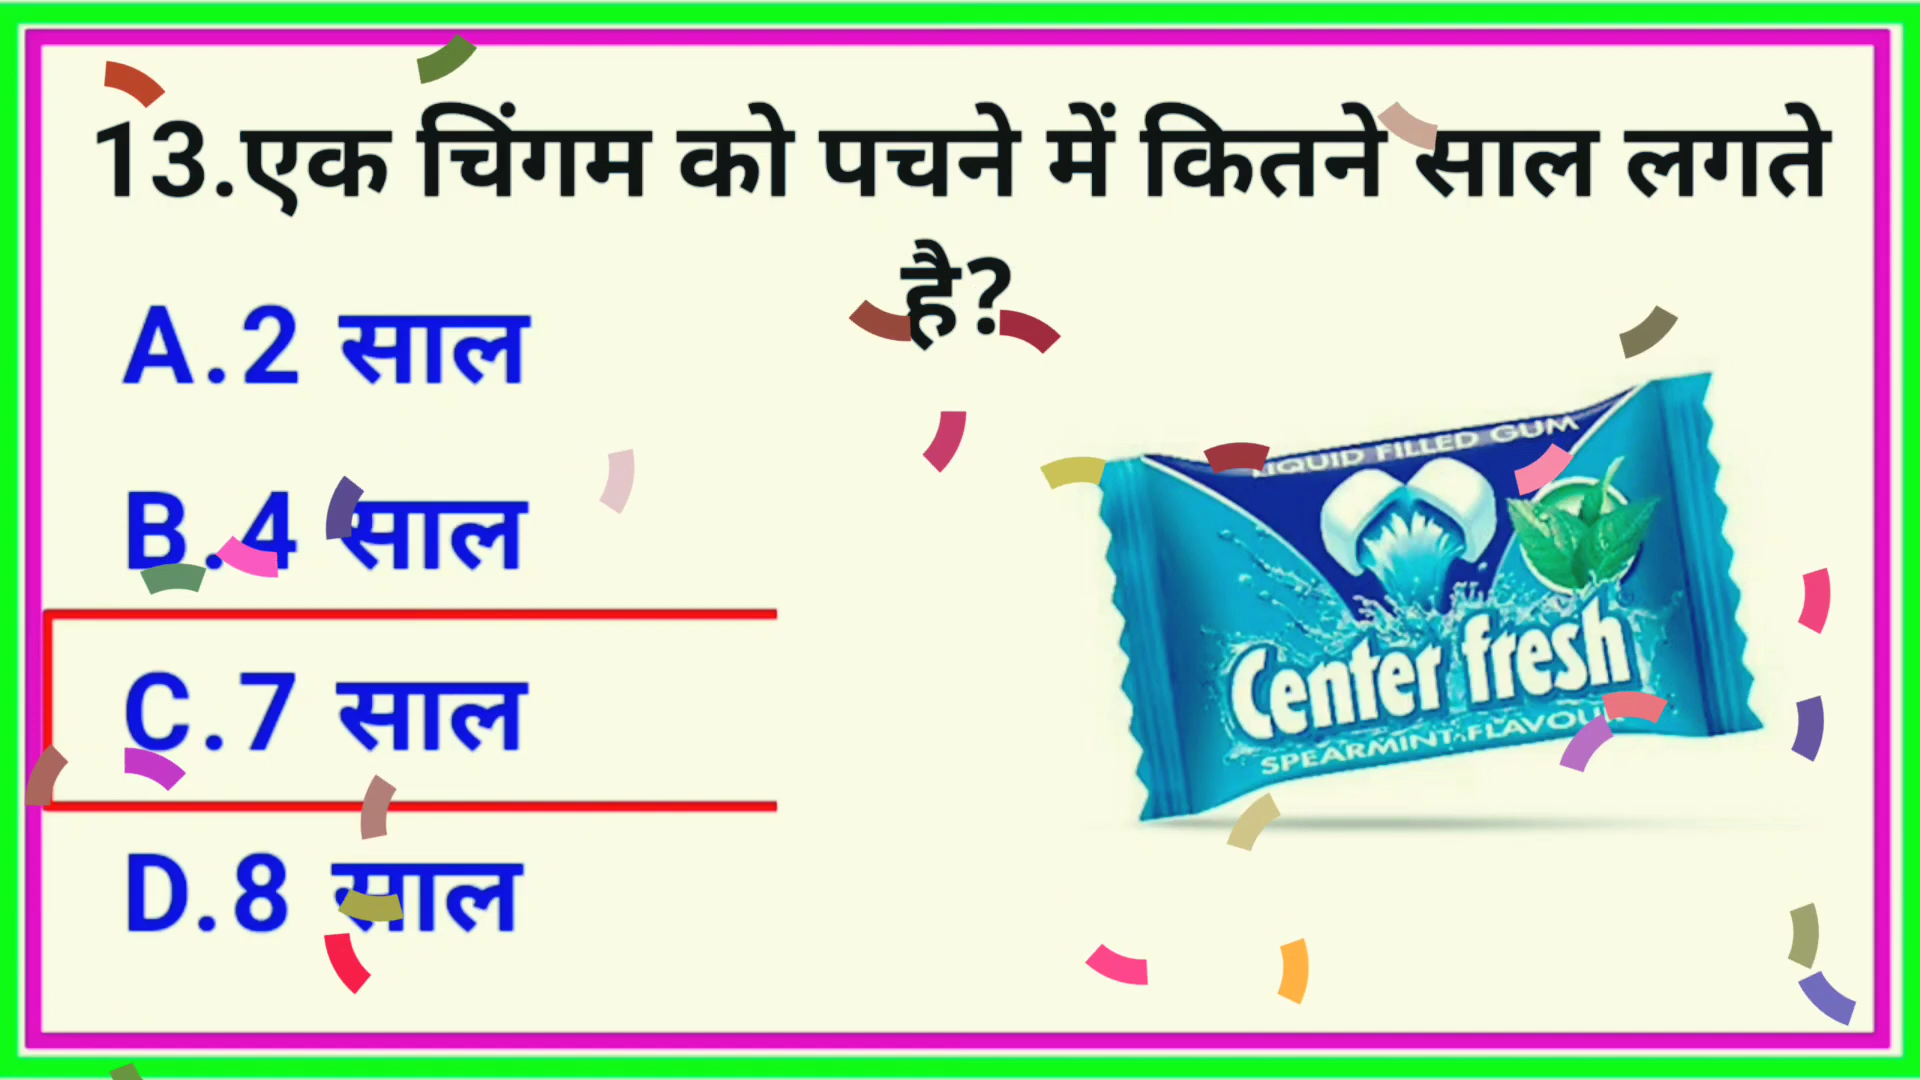 13.एक चिंगम को पचने में कितने साल लगते
है?
A.2 साल
B.4 साल
C.7 साल
D.8 साल
LIQUID FILLED GUM
Center fresh
SPEARMINT FLAVOUR